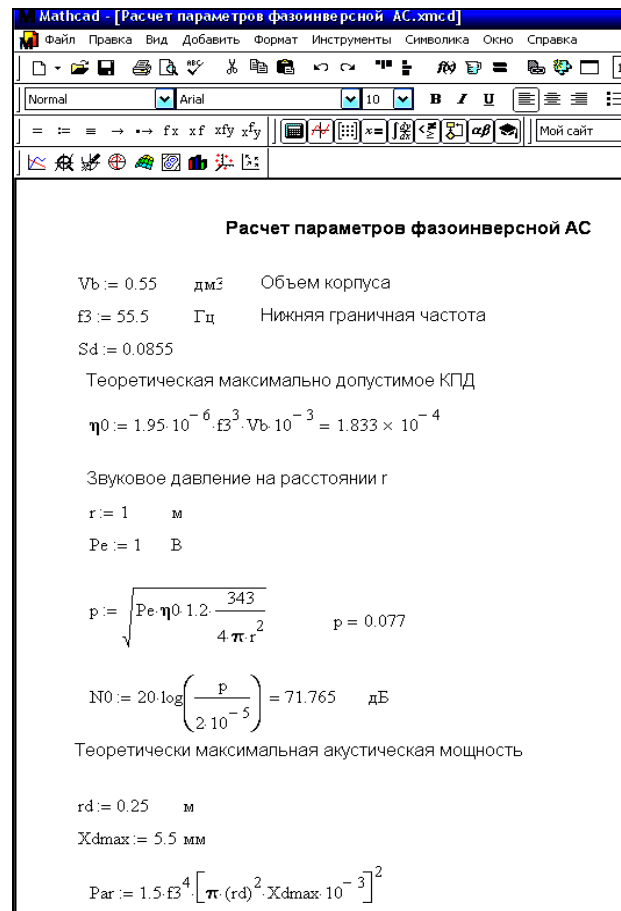 Mathcad - [Расчет параметров фазоинверсной АС.xmcd]
Файл Правка Вид Добавить Формат Инструменты Символика Окно Справка
Normal Arial 10 B I U
= := ≡ → •→ fx xf xfy xfy x= αβ Мой сайт
Расчет параметров фазоинверсной АС
Vb := 0.55 дм3 Объем корпуса
f3 := 55.5 Гц Нижняя граничная частота
Sd := 0.0855
Теоретическая максимально допустимое КПД
η0 := 1.95·10^-6·f3^3·Vb·10^-3 = 1.833 × 10^-4
Звуковое давление на расстоянии r
r := 1 м
Pe := 1 В
p := √(Pe·η0·1.2·343/(4·π·r^2)) p = 0.077
N0 := 20·log(p/(2·10^-5)) = 71.765 дБ
Теоретически максимальная акустическая мощность
rd := 0.25 м
Xdmax := 5.5 мм
Par := 1.5·f3^4·[π·(rd)^2·Xdmax·10^-3]^2